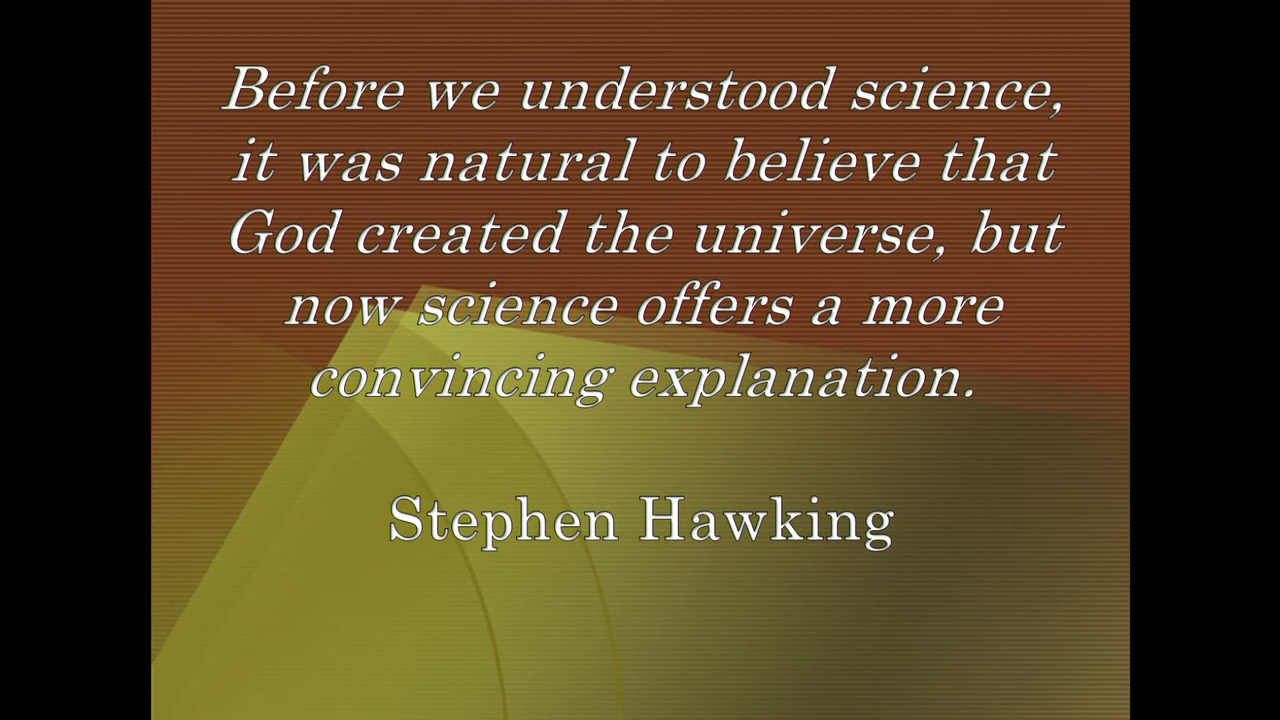 Before we understood science,
it was natural to believe that
God created the universe, but
now science offers a more
convincing explanation.
Stephen Hawking